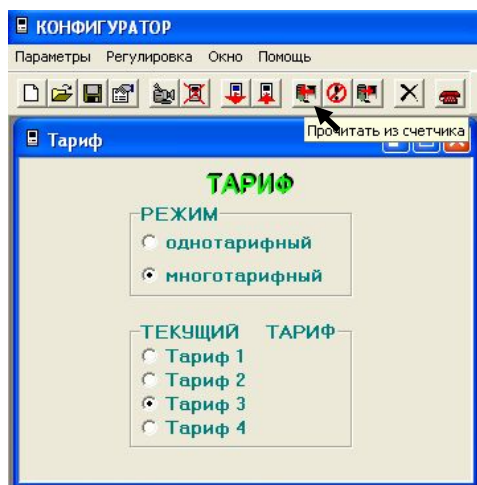 КОНФИГУРАТОР
Параметры Регулировка Окно Помощь
Прочитать из счетчика
Тариф
ТАРИФ
РЕЖИМ
однотарифный
многотарифный
ТЕКУЩИЙ ТАРИФ
Тариф 1
Тариф 2
Тариф 3
Тариф 4